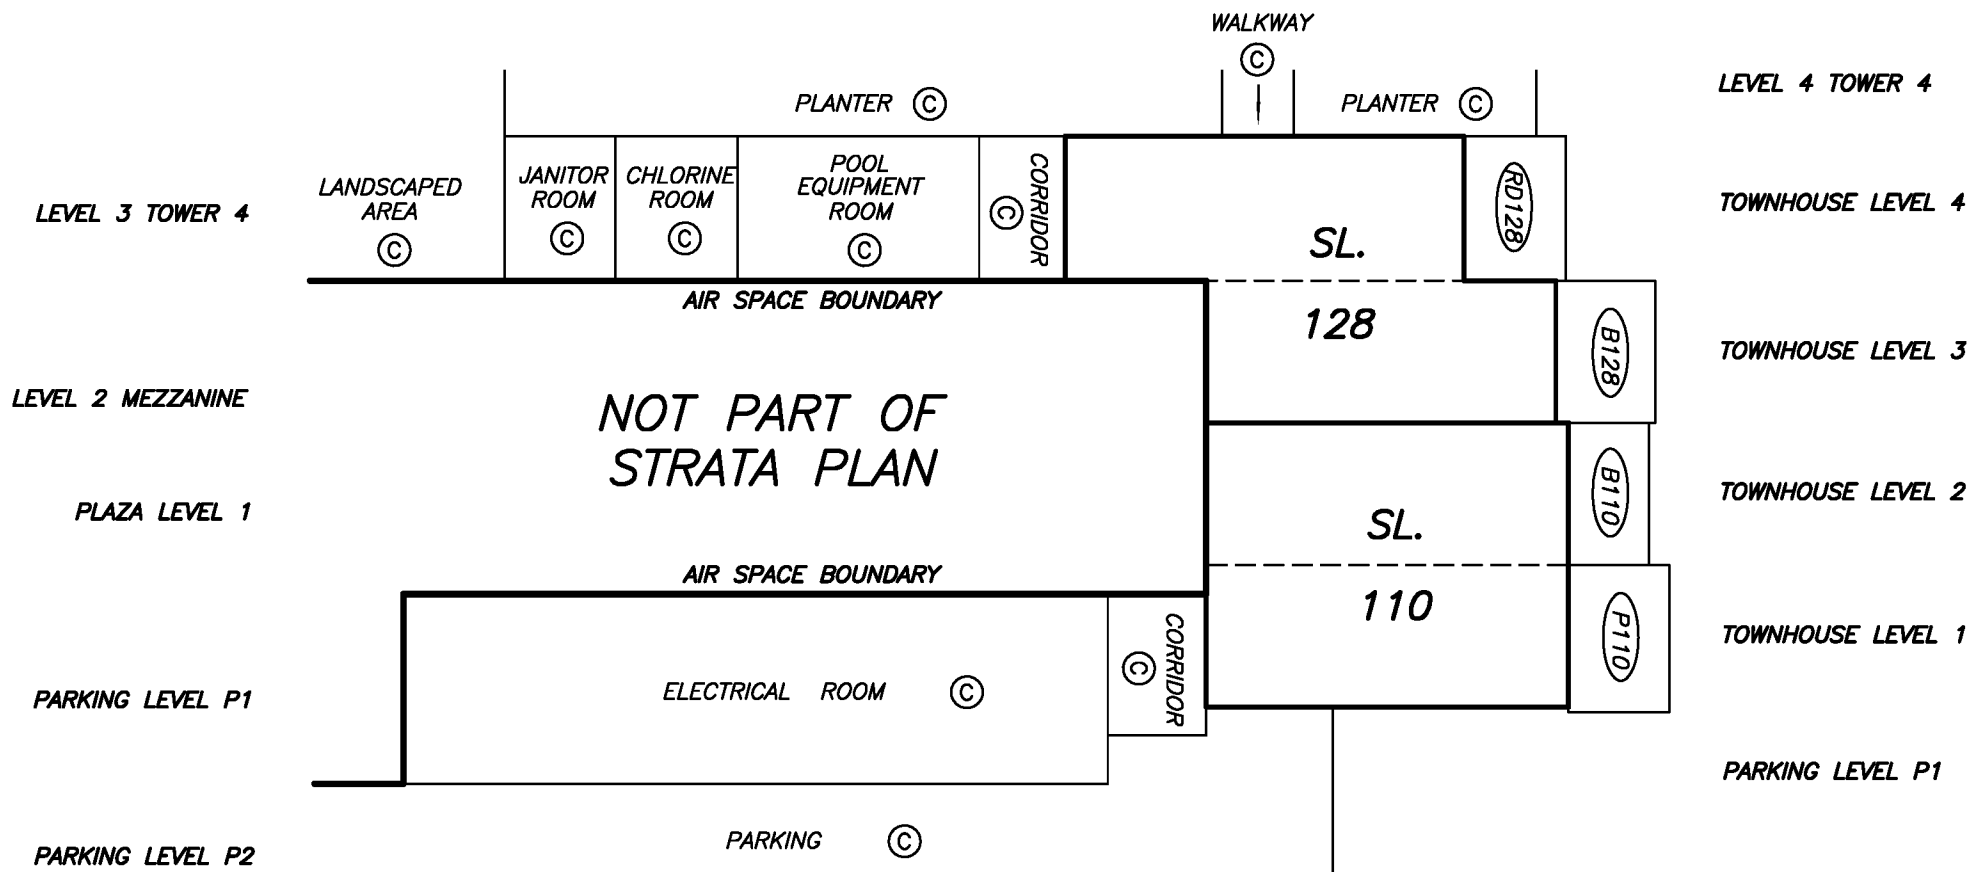 WALKWAY
C
LEVEL 4 TOWER 4
PLANTER C
PLANTER C
LANDSCAPED
AREA
C
JANITOR
ROOM
C
CHLORINE
ROOM
C
POOL
EQUIPMENT
ROOM
C
CORRIDOR
C
RD128
LEVEL 3 TOWER 4
TOWNHOUSE LEVEL 4
SL.
128
AIR SPACE BOUNDARY
B128
TOWNHOUSE LEVEL 3
LEVEL 2 MEZZANINE
NOT PART OF
STRATA PLAN
B110
TOWNHOUSE LEVEL 2
PLAZA LEVEL 1
SL.
110
AIR SPACE BOUNDARY
P110
TOWNHOUSE LEVEL 1
CORRIDOR
C
PARKING LEVEL P1
ELECTRICAL ROOM C
PARKING LEVEL P1
PARKING LEVEL P2
PARKING C